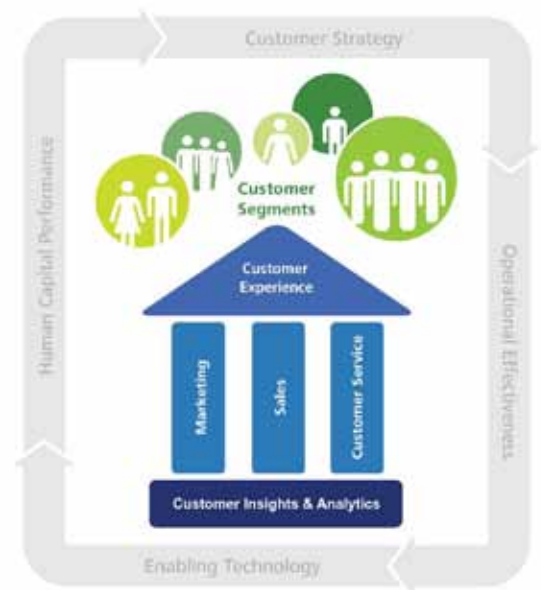 Customer Strategy
Human Capital Performance
Operational Effectiveness
Customer
Segments
Customer
Experience
Marketing
Sales
Customer Service
Customer Insights & Analytics
Enabling Technology